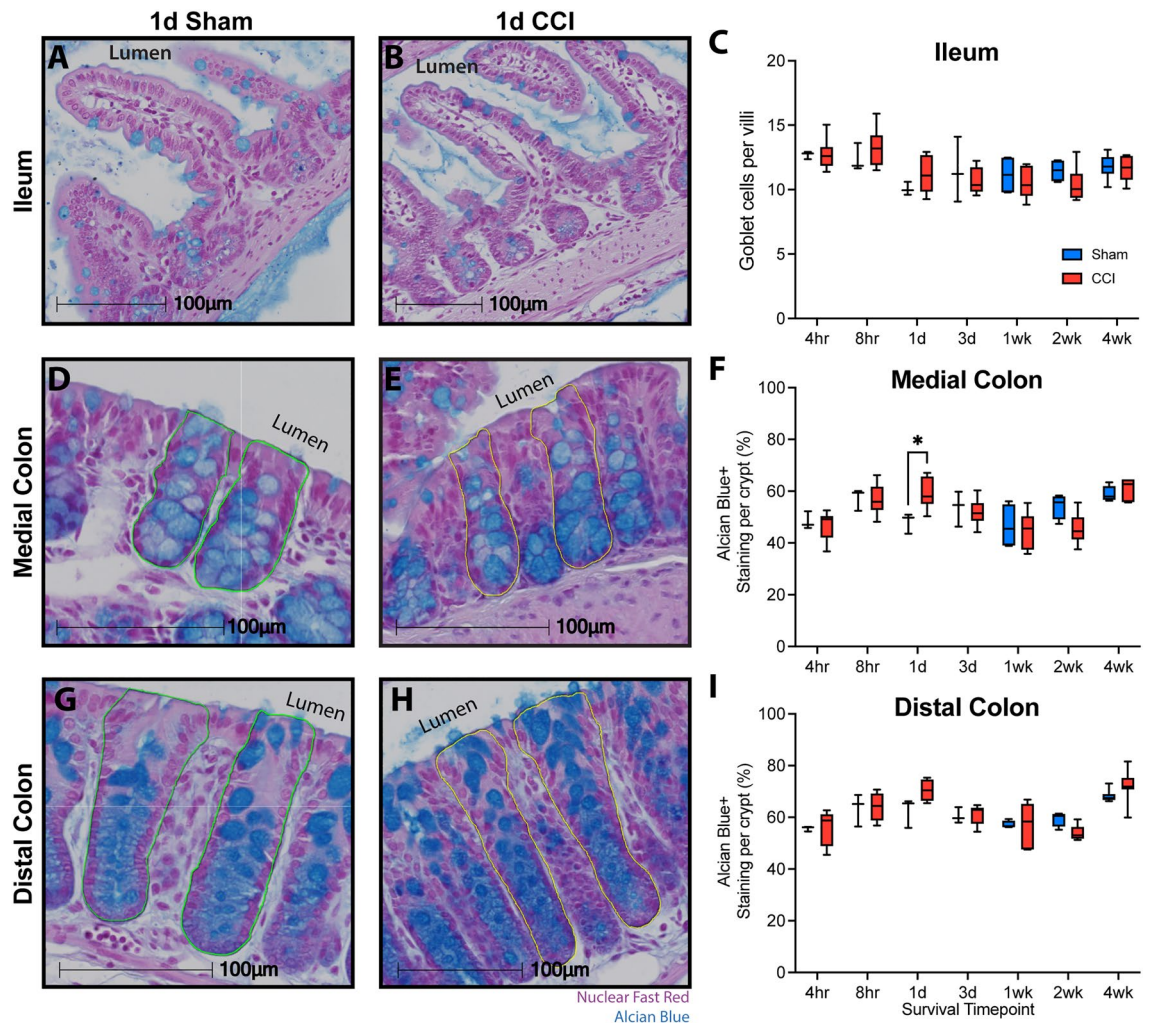 1d Sham
1d CCI
Ileum
A
Lumen
100µm
B
Lumen
100µm
C
Ileum
Goblet cells per villi
20
15
10
5
0
Sham
CCI
4hr 8hr 1d 3d 1wk 2wk 4wk
Medial Colon
D
Lumen
100µm
E
Lumen
100µm
F
Medial Colon
Alcian Blue+
Staining per crypt (%)
100
80
60
40
20
0
*
4hr 8hr 1d 3d 1wk 2wk 4wk
Distal Colon
G
Lumen
100µm
H
Lumen
100µm
Nuclear Fast Red
Alcian Blue
I
Distal Colon
Alcian Blue+
Staining per crypt (%)
100
80
60
40
20
0
4hr 8hr 1d 3d 1wk 2wk 4wk
Survival Timepoint